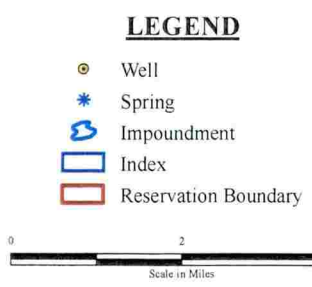 LEGEND
Well
Spring
Impoundment
Index
Reservation Boundary
0 2
Scale in Miles